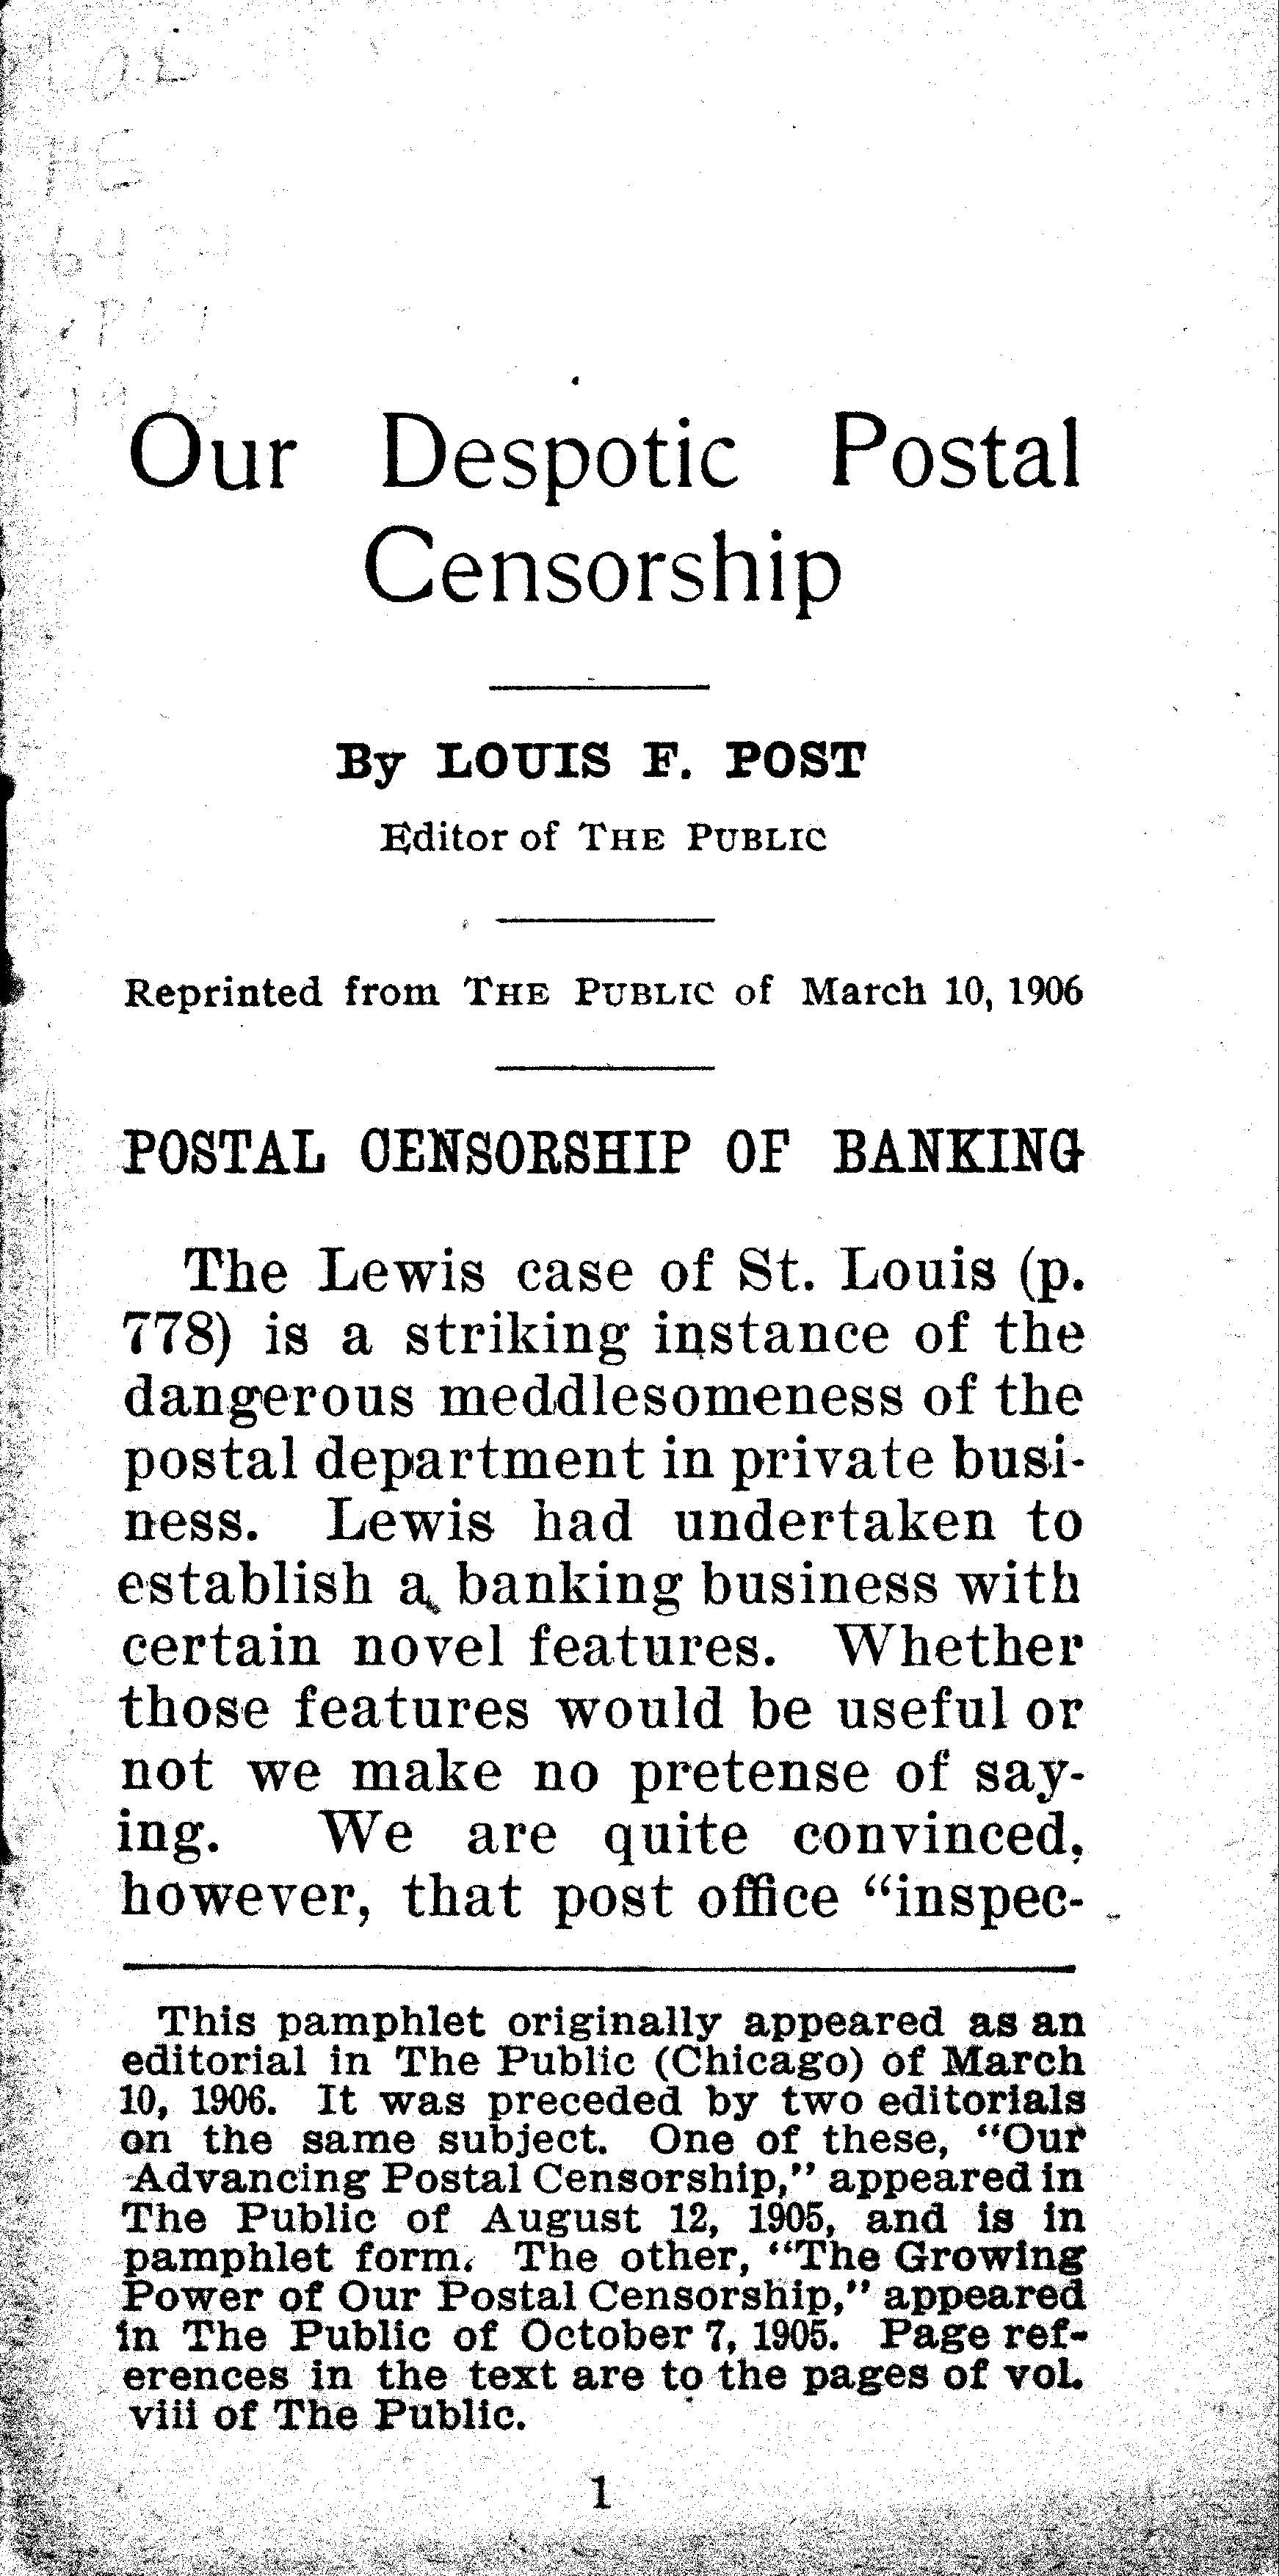 HE
Our Despotic Postal
Censorship
By LOUIS F. POST
Editor of THE PUBLIC
Reprinted from THE PUBLIC of March 10, 1906
POSTAL CENSORSHIP OF BANKING
The Lewis case of St. Louis (p.
778) is a striking instance of the
dangerous meddlesomeness of the
postal department in private busi-
ness. Lewis had undertaken to
establish a banking business with
certain novel features. Whether
those features would be useful or
not we make no pretense of say-
ing. We are quite convinced,
however, that post office “inspec-
This pamphlet originally appeared as an
editorial in The Public (Chicago) of March
10, 1906. It was preceded by two editorials
on the same subject. One of these, “Our
Advancing Postal Censorship,” appeared in
The Public of August 12, 1905, and is in
pamphlet form. The other, “The Growing
Power of Our Postal Censorship,” appeared
in The Public of October 7, 1905. Page ref-
erences in the text are to the pages of vol.
viii of The Public.
1